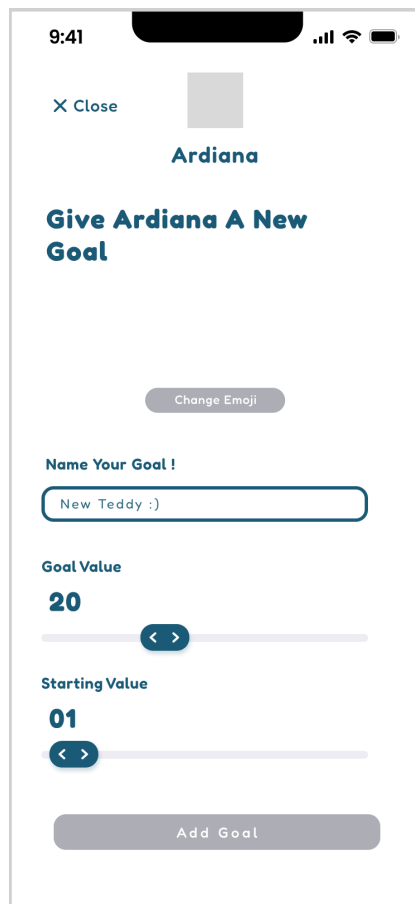 9:41
Close
Ardiana
Give Ardiana A New
Goal
Change Emoji
Name Your Goal !
New Teddy :)
Goal Value
20
Starting Value
01
Add Goal